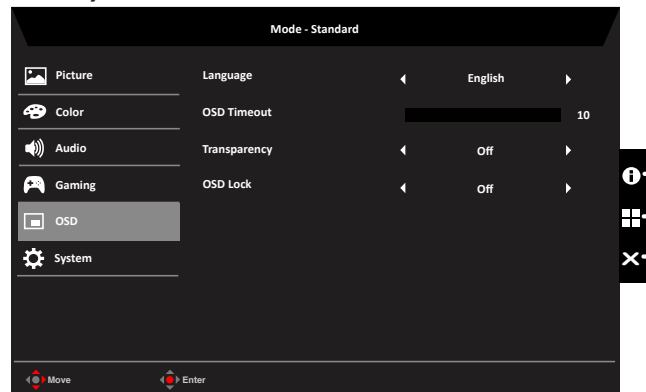 Mode - Standard
Picture
Language
English
Color
OSD Timeout
10
Audio
Transparency
Off
Gaming
OSD Lock
Off
OSD
System
Move
Enter